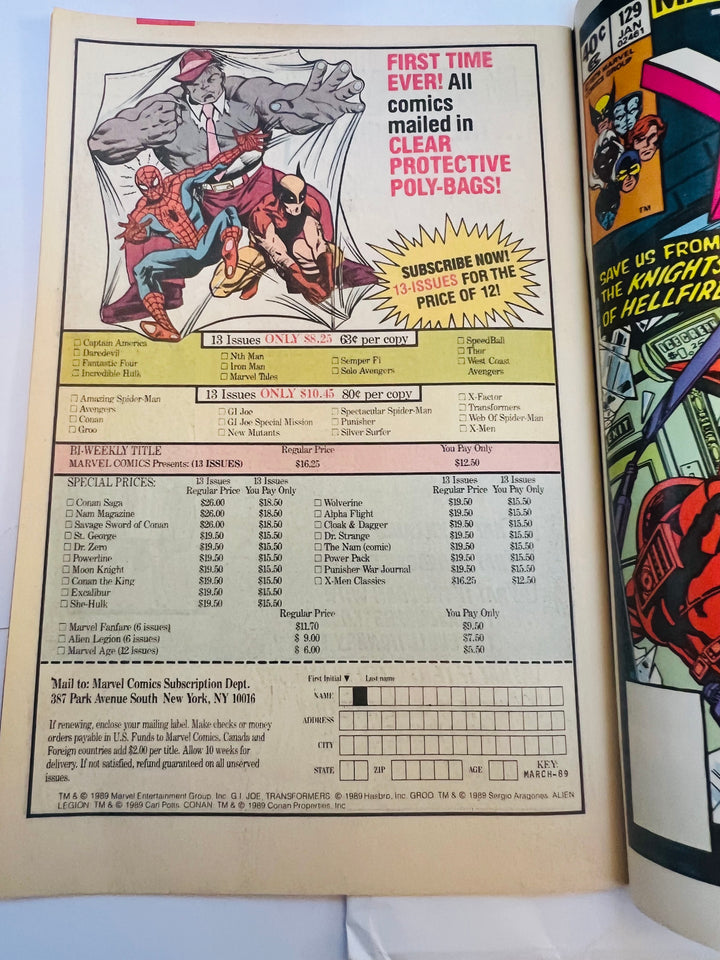 FIRST TIME
EVER! All
comics
mailed in
CLEAR
PROTECTIVE
POLY-BAGS!
SUBSCRIBE NOW!
13-ISSUES FOR THE
PRICE OF 12!
13 Issues ONLY $8.25 63¢ per copy
Captain America
Daredevil
Fantastic Four
Incredible Hulk
Nth Man
Iron Man
Marvel Tales
Semper Fi
Solo Avengers
SpeedBall
Thor
West Coast
Avengers
13 Issues ONLY $10.45 80¢ per copy
Amazing Spider-Man
Avengers
Conan
Groo
GI Joe
GI Joe Special Mission
New Mutants
Spectacular Spider-Man
Punisher
Silver Surfer
X-Factor
Transformers
Web Of Spider-Man
X-Men
BI-WEEKLY TITLE Regular Price You Pay Only
MARVEL COMICS Presents: (13 ISSUES) $16.25 $12.50
SPECIAL PRICES: 13 Issues 13 Issues
Regular Price You Pay Only
Conan Saga $26.00 $18.50
Nam Magazine $26.00 $18.50
Savage Sword of Conan $26.00 $18.50
St. George $19.50 $15.50
Dr. Zero $19.50 $15.50
Powerline $19.50 $15.50
Moon Knight $19.50 $15.50
Conan the King $19.50 $15.50
Excalibur $19.50 $15.50
She-Hulk $19.50 $15.50
13 Issues 13 Issues
Regular Price You Pay Only
Wolverine $19.50 $15.50
Alpha Flight $19.50 $15.50
Cloak & Dagger $19.50 $15.50
Dr. Strange $19.50 $15.50
The Nam (comic) $19.50 $15.50
Power Pack $19.50 $15.50
Punisher War Journal $19.50 $15.50
X-Men Classics $16.25 $12.50
Regular Price You Pay Only
Marvel Fanfare (6 issues) $11.70 $9.50
Alien Legion (6 issues) $ 9.00 $7.50
Marvel Age (12 issues) $ 6.00 $5.50
Mail to: Marvel Comics Subscription Dept.
387 Park Avenue South New York, NY 10016
If renewing, enclose your mailing label. Make checks or money
orders payable in U.S. Funds to Marvel Comics. Canada and
Foreign countries add $2.00 per title. Allow 10 weeks for
delivery. If not satisfied, refund guaranteed on all unserved
issues.
First Initial ▼ Last name
NAME
ADDRESS
CITY
STATE ZIP AGE KEY:
MARCH-89
TM & © 1989 Marvel Entertainment Group, Inc. G.I. JOE, TRANSFORMERS: © 1989 Hasbro, Inc. GROO: TM & © 1989 Sergio Aragones. ALIEN
LEGION: TM & © 1989 Carl Potts. CONAN: TM & © 1989 Conan Properties, Inc.
40¢
129
JAN
02461
MARVEL
COMICS GROUP
TM
SAVE US FROM
THE KNIGHTS
OF HELLFIRE
ICE CREAM
EXIT